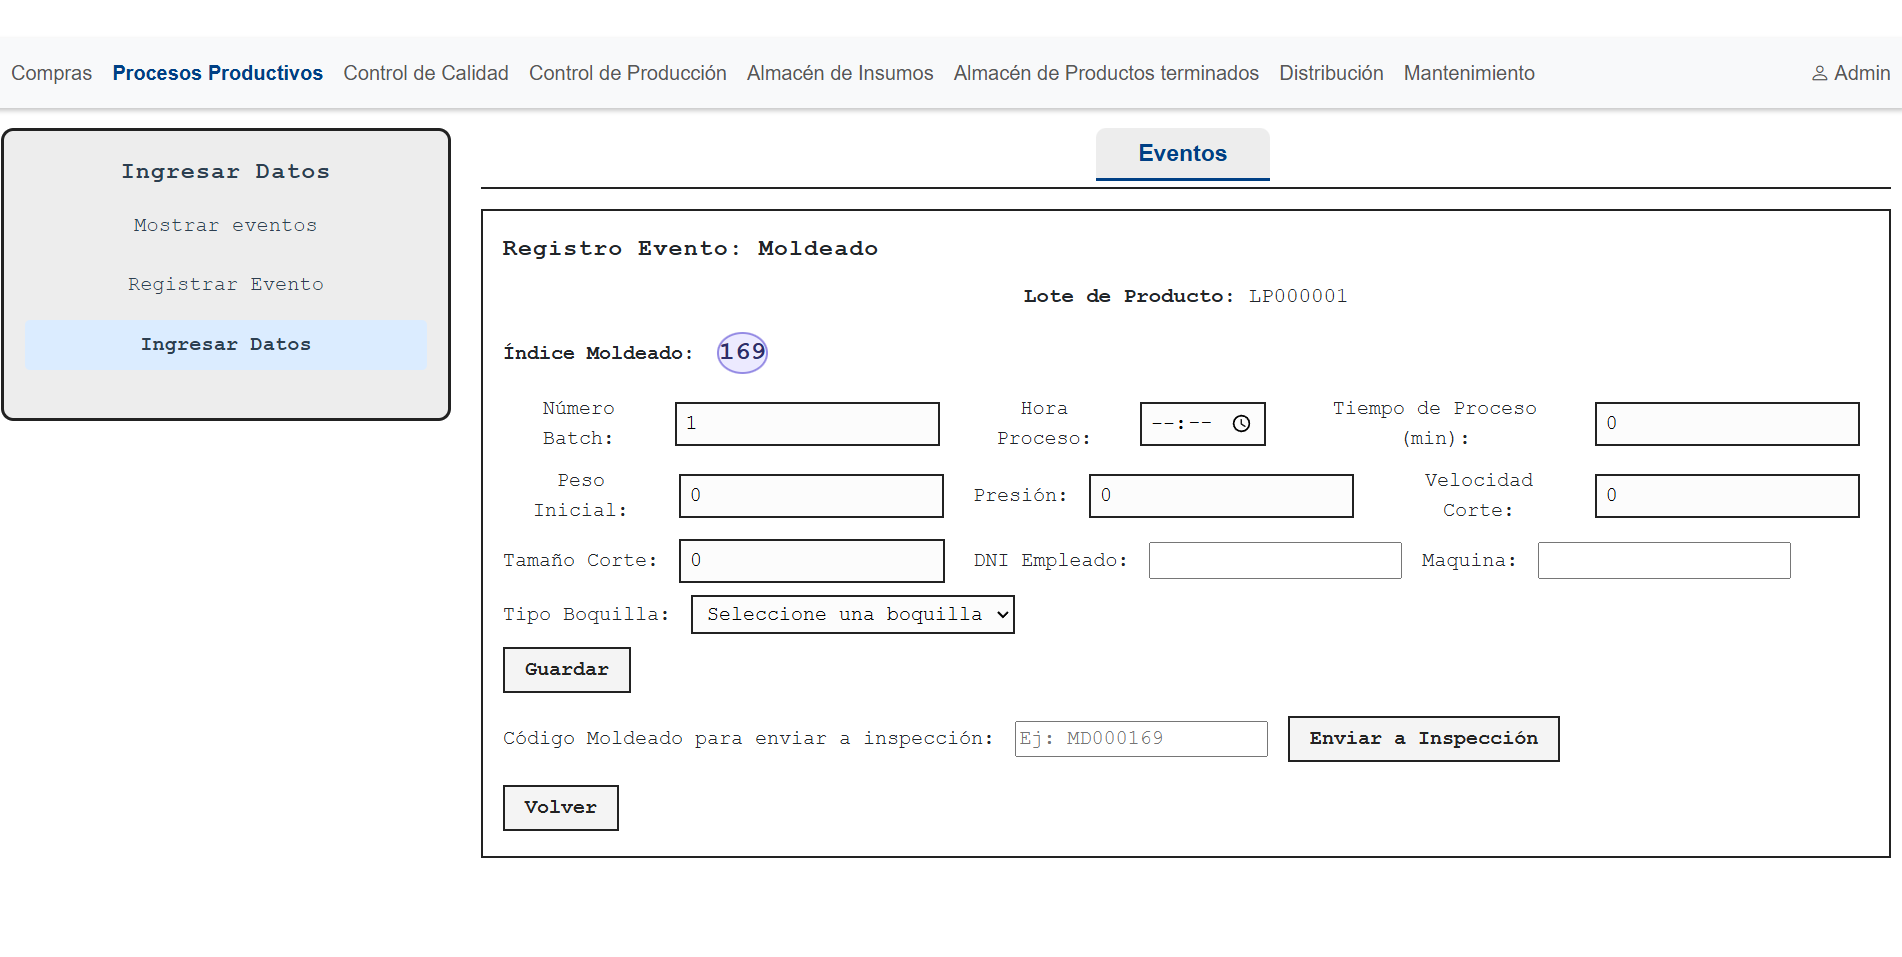 Compras Procesos Productivos Control de Calidad Control de Producción Almacén de Insumos Almacén de Productos terminados Distribución Mantenimiento Admin
Ingresar Datos
Mostrar eventos
Registrar Evento
Ingresar Datos
Eventos
Registro Evento: Moldeado
Lote de Producto: LP000001
Índice Moldeado: 169
Número Batch: 1 Hora Proceso: --:-- Tiempo de Proceso (min): 0
Peso Inicial: 0 Presión: 0 Velocidad Corte: 0
Tamaño Corte: 0 DNI Empleado: Maquina:
Tipo Boquilla: Seleccione una boquilla
Guardar
Código Moldeado para enviar a inspección: Ej: MD000169 Enviar a Inspección
Volver